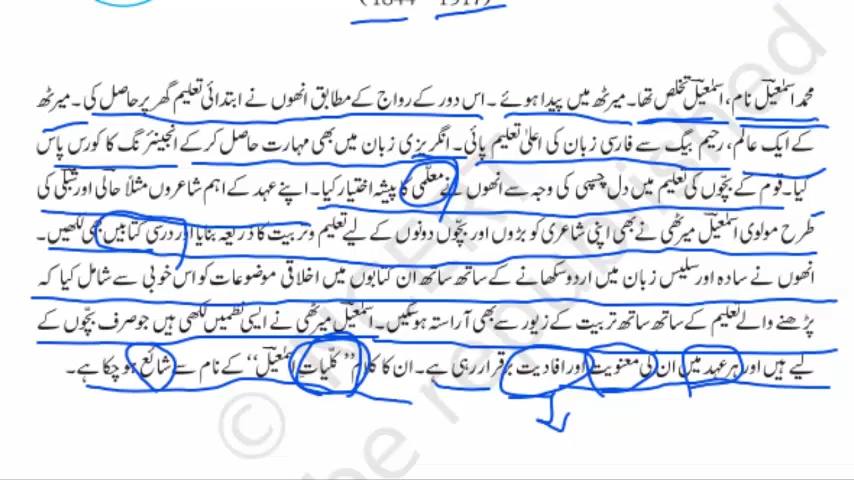 (1844 – 1917)
محمد اسمٰعیل نام، اسمٰعیل تخلص تھا۔ میرٹھ میں پیدا ہوئے۔ اس دور کے رواج کے مطابق انھوں نے ابتدائی تعلیم گھر پر حاصل کی۔ میرٹھ
کے ایک عالم، رحیم بیگ سے فارسی زبان کی اعلیٰ تعلیم پائی۔ انگریزی زبان میں بھی مہارت حاصل کر کے انجینئرنگ کا کورس پاس
کیا۔ قوم کے بچّوں کی تعلیم میں دل چسپی کی وجہ سے انھوں نے معلّمی کا پیشہ اختیار کیا۔ اپنے عہد کے اہم شاعروں مثلاً حالی اور شبلی کی
طرح مولوی اسمٰعیل میرٹھی نے بھی اپنی شاعری کو بڑوں اور بچّوں دونوں کے لیے تعلیم و تربیت کا ذریعہ بنایا اور درسی کتابیں بھی لکھیں۔
انھوں نے سادہ اور سلیس زبان میں اردو سکھانے کے ساتھ ساتھ ان کتابوں میں اخلاقی موضوعات کو اس خوبی سے شامل کیا کہ
پڑھنے والے تعلیم کے ساتھ ساتھ تربیت کے زیور سے بھی آراستہ ہو سکیں۔ اسمٰعیل میرٹھی نے ایسی نظمیں لکھی ہیں جو صرف بچّوں کے
لیے ہیں اور ہر عہد میں ان کی معنویت اور افادیت برقرار رہی ہے۔ ان کا کلام ”کلّیاتِ اسمٰعیل“ کے نام سے شائع ہو چکا ہے۔
© NCERT
be republished